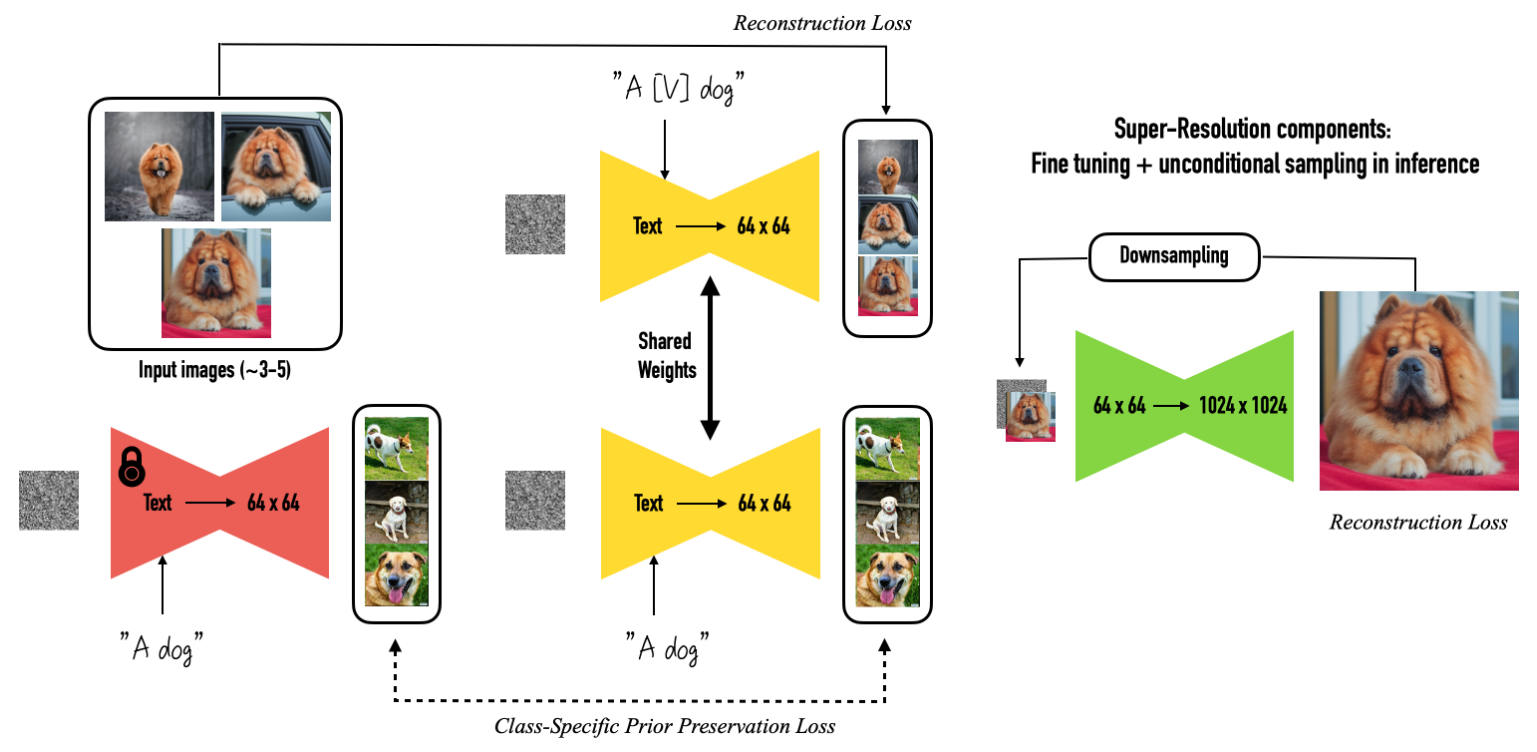 Reconstruction Loss
"A [V] dog"
Text → 64 x 64
Input images (~3-5)
Shared
Weights
Text → 64 x 64
"A dog"
Text → 64 x 64
"A dog"
Class-Specific Prior Preservation Loss
Super-Resolution components:
Fine tuning + unconditional sampling in inference
Downsampling
64 x 64 → 1024 x 1024
Reconstruction Loss